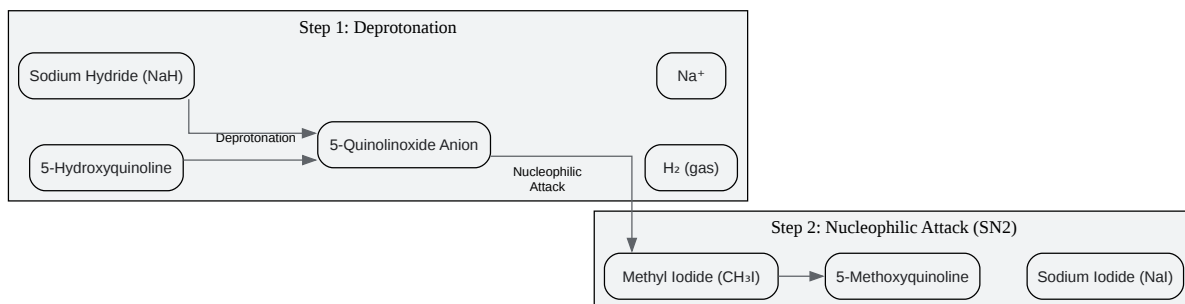 Step 1: Deprotonation
Sodium Hydride (NaH)
Na⁺
Deprotonation
5-Quinolinoxide Anion
5-Hydroxyquinoline
H₂ (gas)
Nucleophilic
Attack
Step 2: Nucleophilic Attack (SN2)
Methyl Iodide (CH₃I)
5-Methoxyquinoline
Sodium Iodide (NaI)